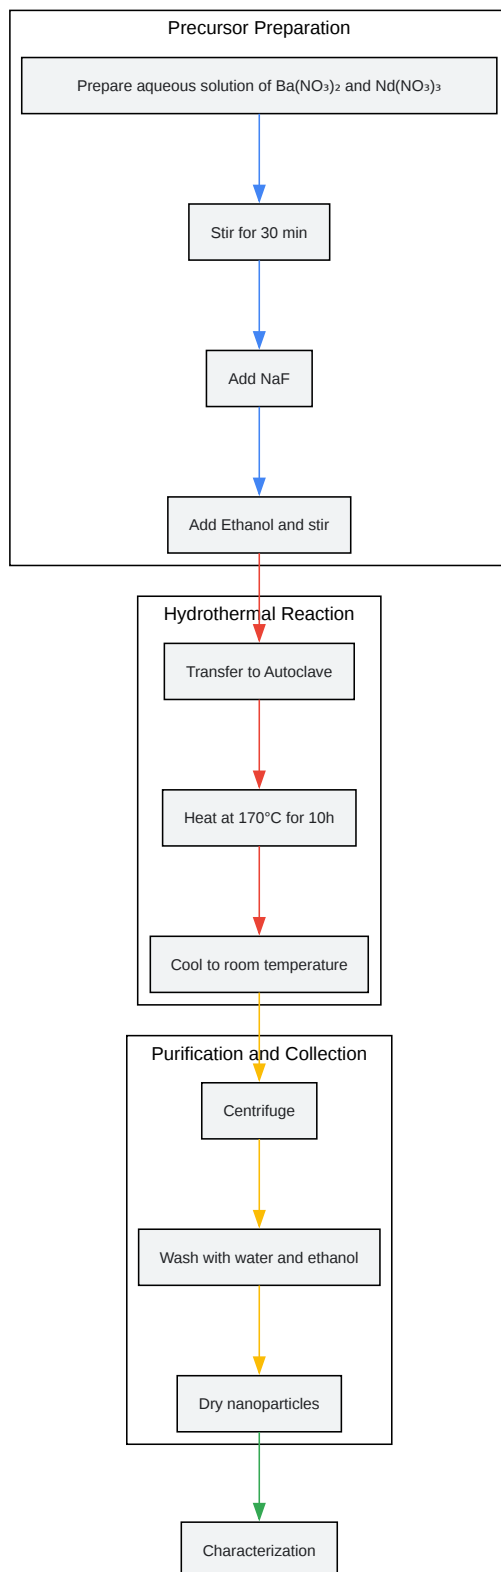 Precursor Preparation
Prepare aqueous solution of Ba(NO₃)₂ and Nd(NO₃)₃
Stir for 30 min
Add NaF
Add Ethanol and stir
Hydrothermal Reaction
Transfer to Autoclave
Heat at 170°C for 10h
Cool to room temperature
Purification and Collection
Centrifuge
Wash with water and ethanol
Dry nanoparticles
Characterization